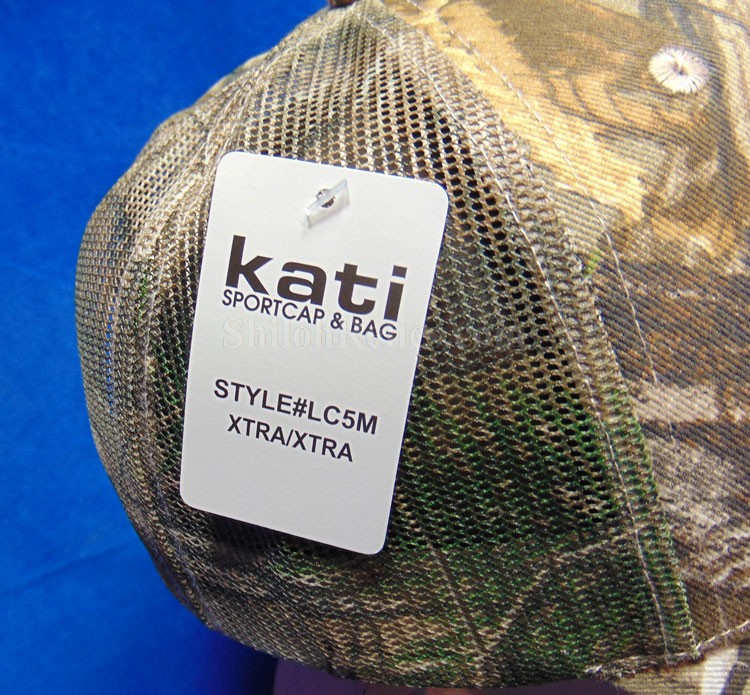 kati
SPORTCAP & BAG
STYLE#LC5M
XTRA/XTRA